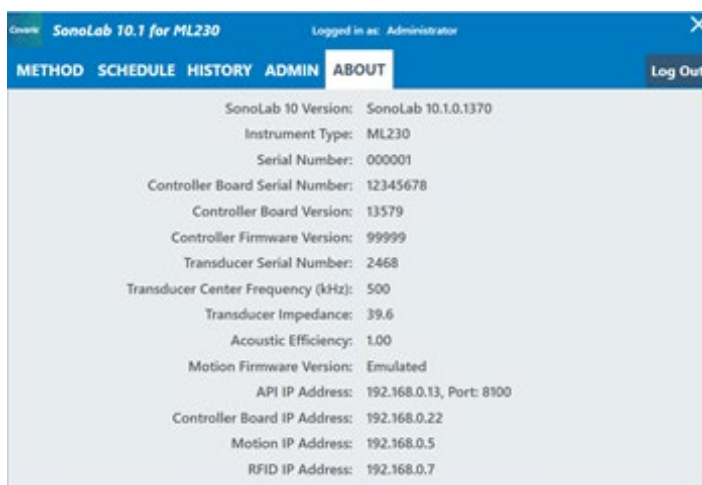 Covaris SonoLab 10.1 for ML230 Logged in as: Administrator
METHOD SCHEDULE HISTORY ADMIN ABOUT Log Out
SonoLab 10 Version: SonoLab 10.1.0.1370
Instrument Type: ML230
Serial Number: 000001
Controller Board Serial Number: 12345678
Controller Board Version: 13579
Controller Firmware Version: 99999
Transducer Serial Number: 2468
Transducer Center Frequency (kHz): 500
Transducer Impedance: 39.6
Acoustic Efficiency: 1.00
Motion Firmware Version: Emulated
API IP Address: 192.168.0.13, Port: 8100
Controller Board IP Address: 192.168.0.22
Motion IP Address: 192.168.0.5
RFID IP Address: 192.168.0.7